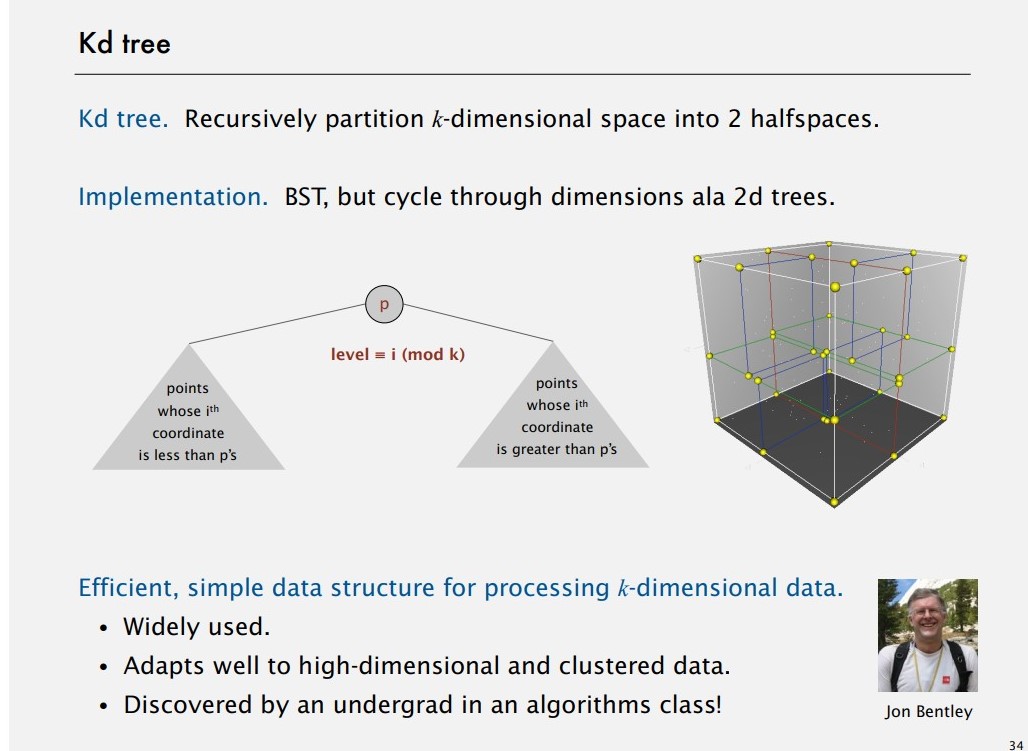 Kd tree
Kd tree. Recursively partition k-dimensional space into 2 halfspaces.
Implementation. BST, but cycle through dimensions ala 2d trees.
p
level ≡ i (mod k)
points
whose iᵗʰ
coordinate
is less than p’s
points
whose iᵗʰ
coordinate
is greater than p’s
Efficient, simple data structure for processing k-dimensional data.
• Widely used.
• Adapts well to high-dimensional and clustered data.
• Discovered by an undergrad in an algorithms class!
Jon Bentley
34